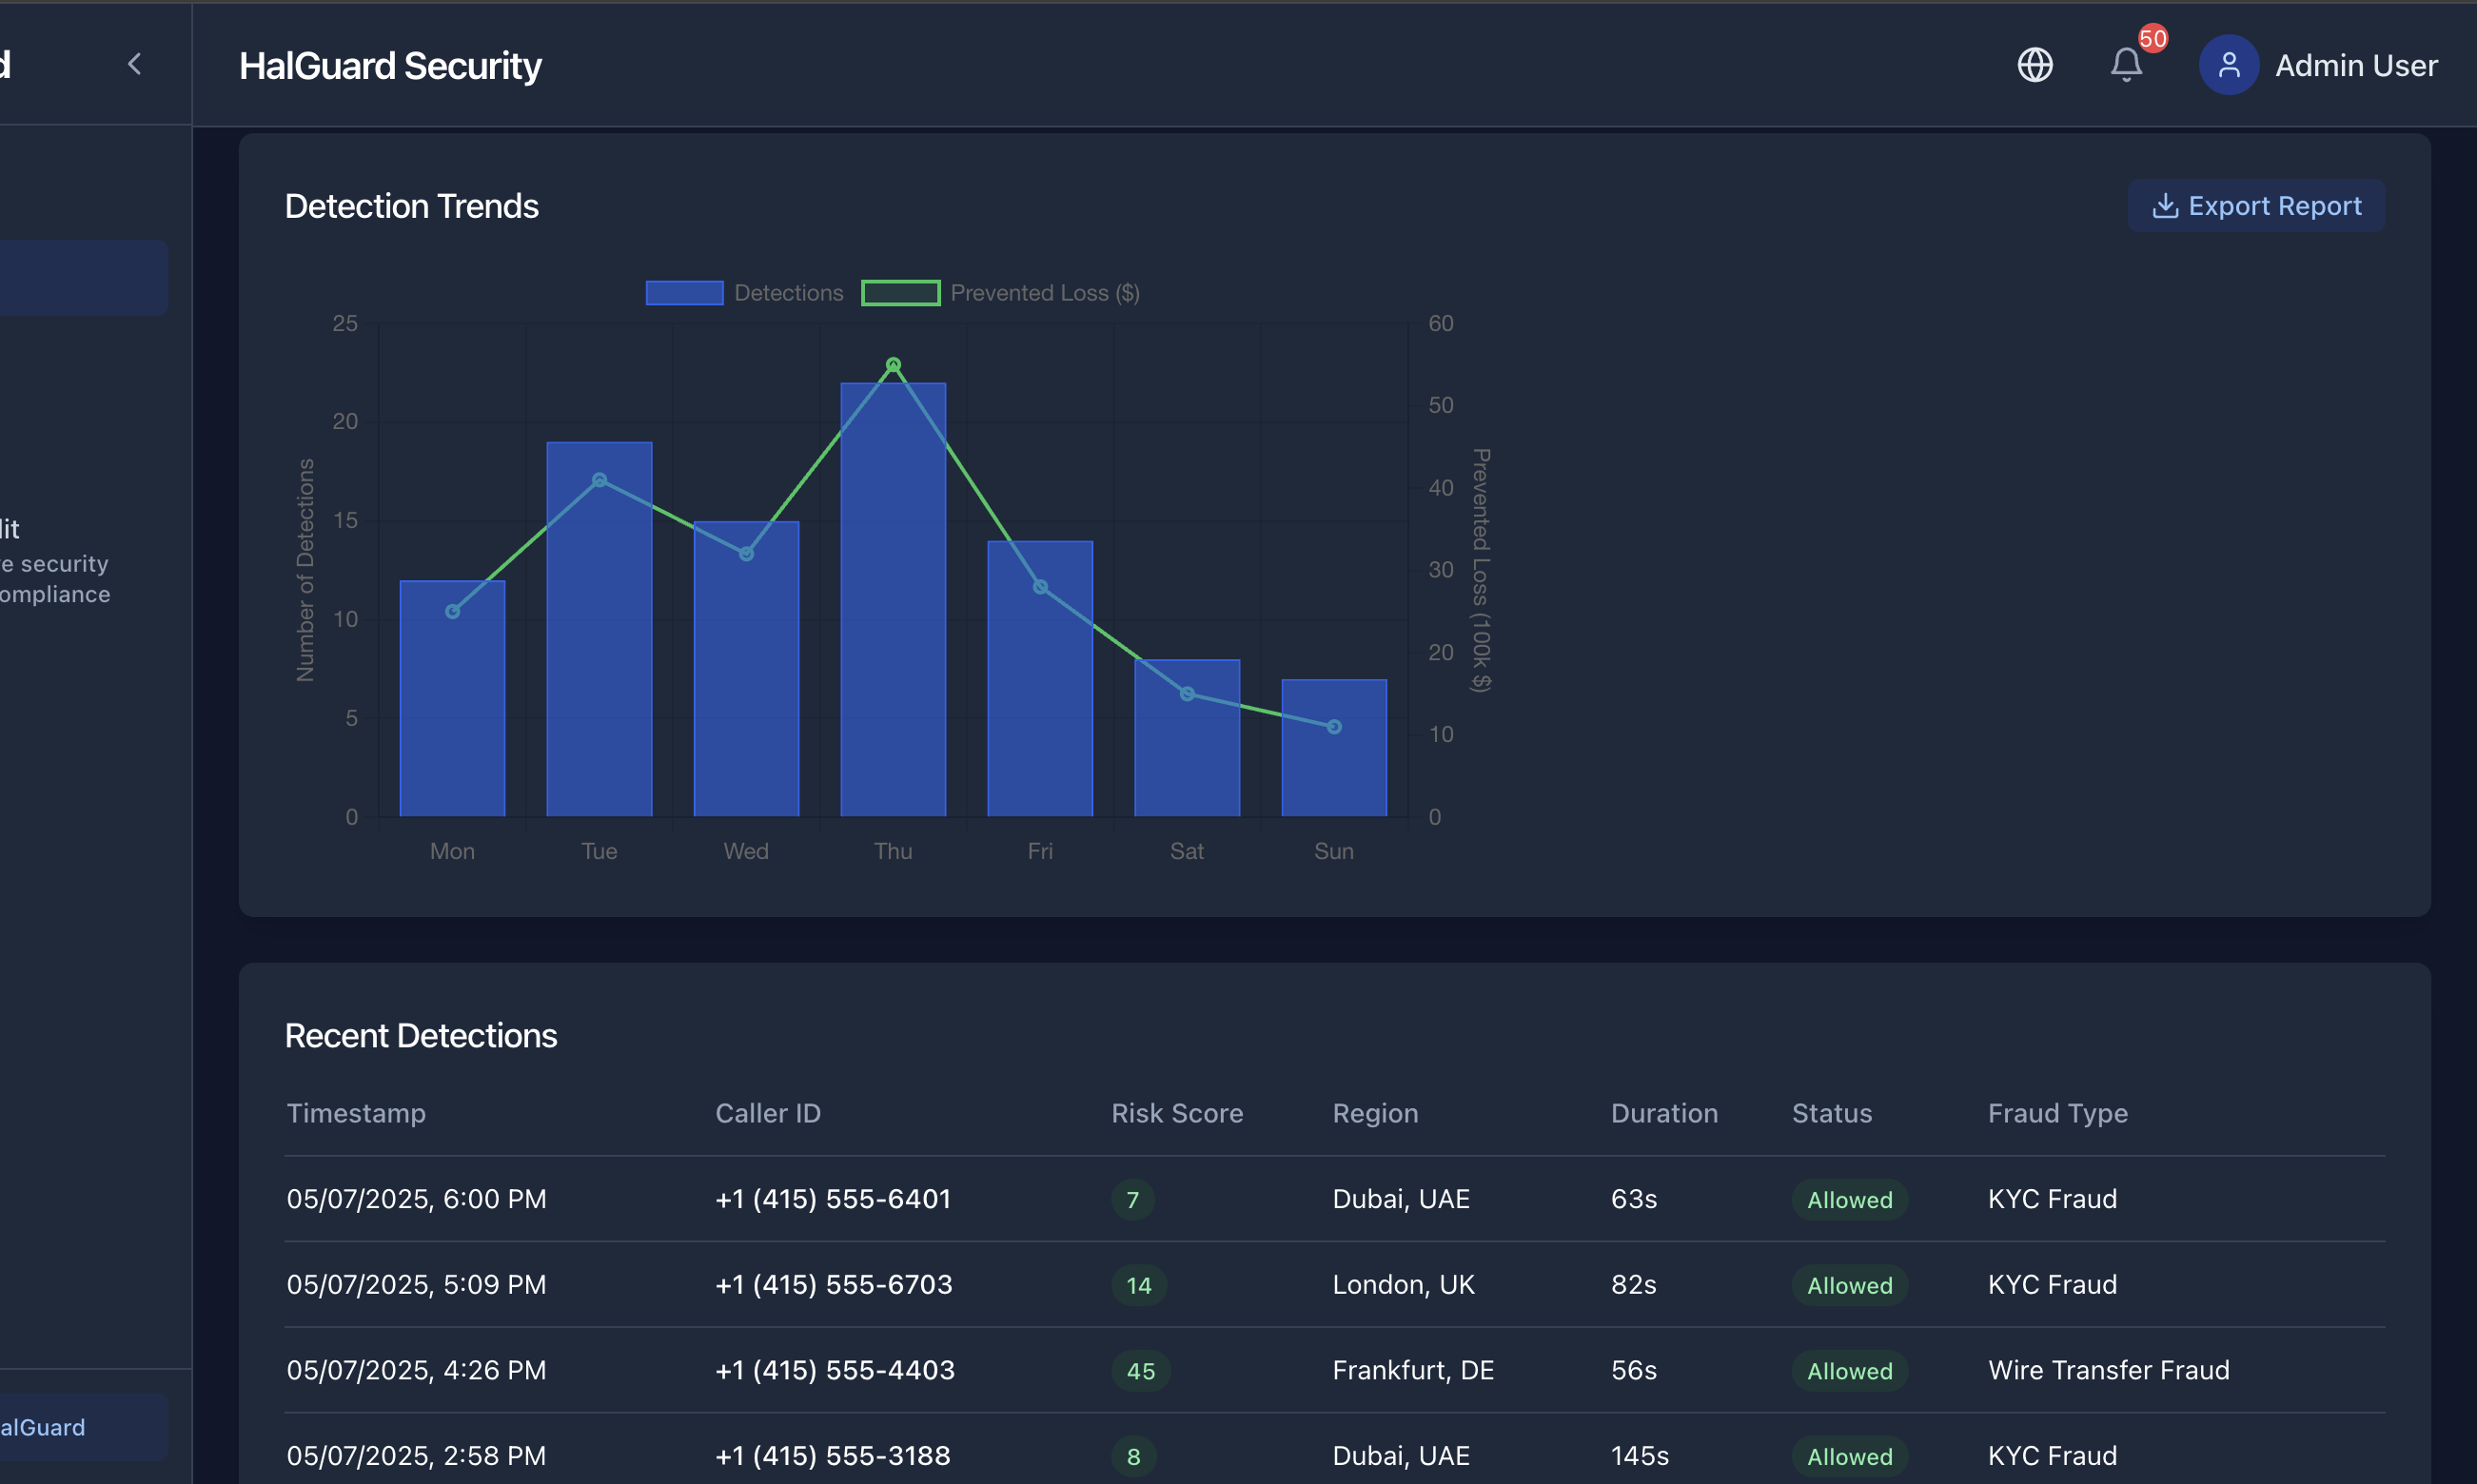 d
HalGuard Security
50
Admin User
lit
e security
ompliance
alGuard
Detection Trends
Export Report
Detections
Prevented Loss ($)
25
20
15
10
5
0
Number of Detections
60
50
40
30
20
10
0
Prevented Loss (100k $)
Mon Tue Wed Thu Fri Sat Sun
Recent Detections
Timestamp Caller ID Risk Score Region Duration Status Fraud Type
05/07/2025, 6:00 PM +1 (415) 555-6401 7 Dubai, UAE 63s Allowed KYC Fraud
05/07/2025, 5:09 PM +1 (415) 555-6703 14 London, UK 82s Allowed KYC Fraud
05/07/2025, 4:26 PM +1 (415) 555-4403 45 Frankfurt, DE 56s Allowed Wire Transfer Fraud
05/07/2025, 2:58 PM +1 (415) 555-3188 8 Dubai, UAE 145s Allowed KYC Fraud